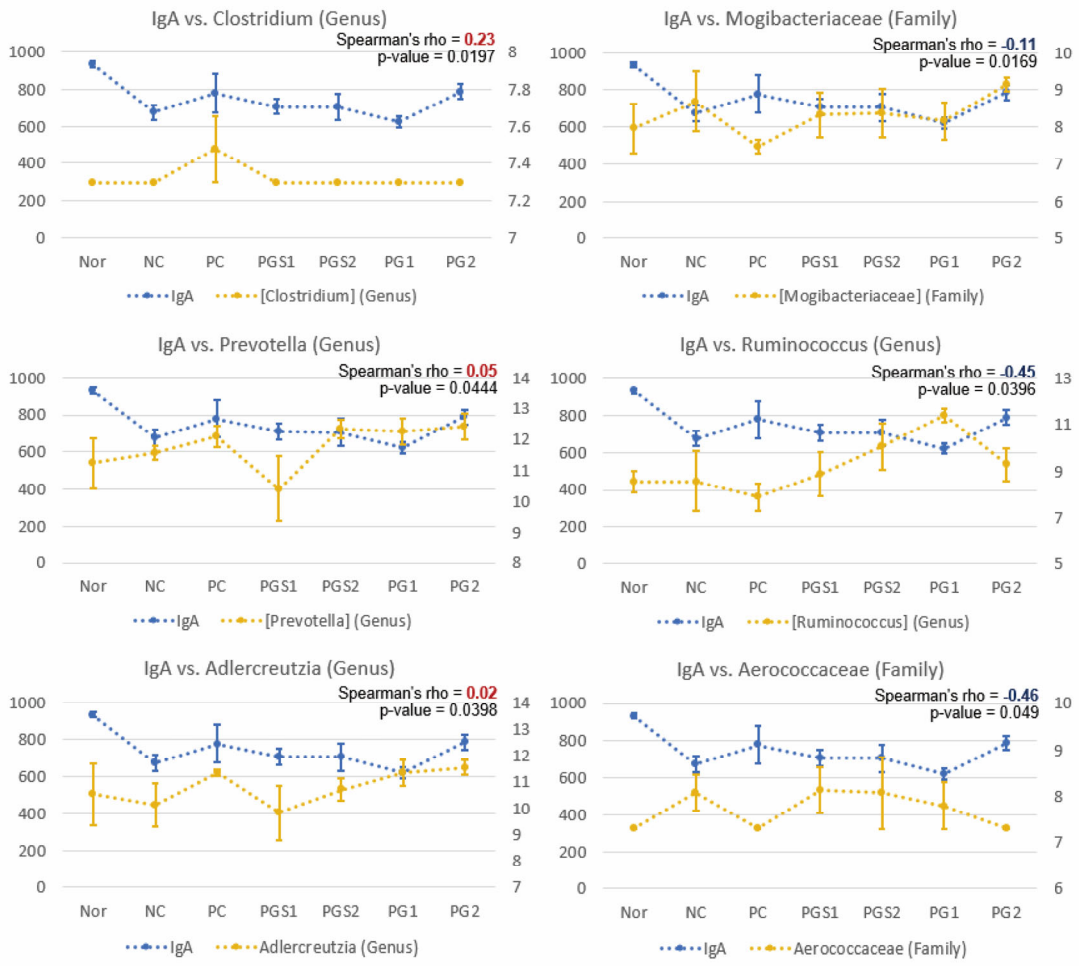 IgA vs. Clostridium (Genus)
Spearman's rho = 0.23
p-value = 0.0197
1000
800
600
400
200
0
8
7.8
7.6
7.4
7.2
7
Nor NC PC PGS1 PGS2 PG1 PG2
IgA [Clostridium] (Genus)
IgA vs. Mogibacteriaceae (Family)
Spearman's rho = -0.11
p-value = 0.0169
1000
800
600
400
200
0
10
9
8
7
6
5
Nor NC PC PGS1 PGS2 PG1 PG2
IgA [Mogibacteriaceae] (Family)
IgA vs. Prevotella (Genus)
Spearman's rho = 0.05
p-value = 0.0444
1000
800
600
400
200
0
14
13
12
11
10
9
8
Nor NC PC PGS1 PGS2 PG1 PG2
IgA [Prevotella] (Genus)
IgA vs. Ruminococcus (Genus)
Spearman's rho = -0.45
p-value = 0.0396
1000
800
600
400
200
0
13
11
9
7
5
Nor NC PC PGS1 PGS2 PG1 PG2
IgA [Ruminococcus] (Genus)
IgA vs. Adlercreutzia (Genus)
Spearman's rho = 0.02
p-value = 0.0398
1000
800
600
400
200
0
14
13
12
11
10
9
8
7
Nor NC PC PGS1 PGS2 PG1 PG2
IgA Adlercreutzia (Genus)
IgA vs. Aerococcaceae (Family)
Spearman's rho = -0.46
p-value = 0.049
1000
800
600
400
200
0
10
9
8
7
6
Nor NC PC PGS1 PGS2 PG1 PG2
IgA Aerococcaceae (Family)